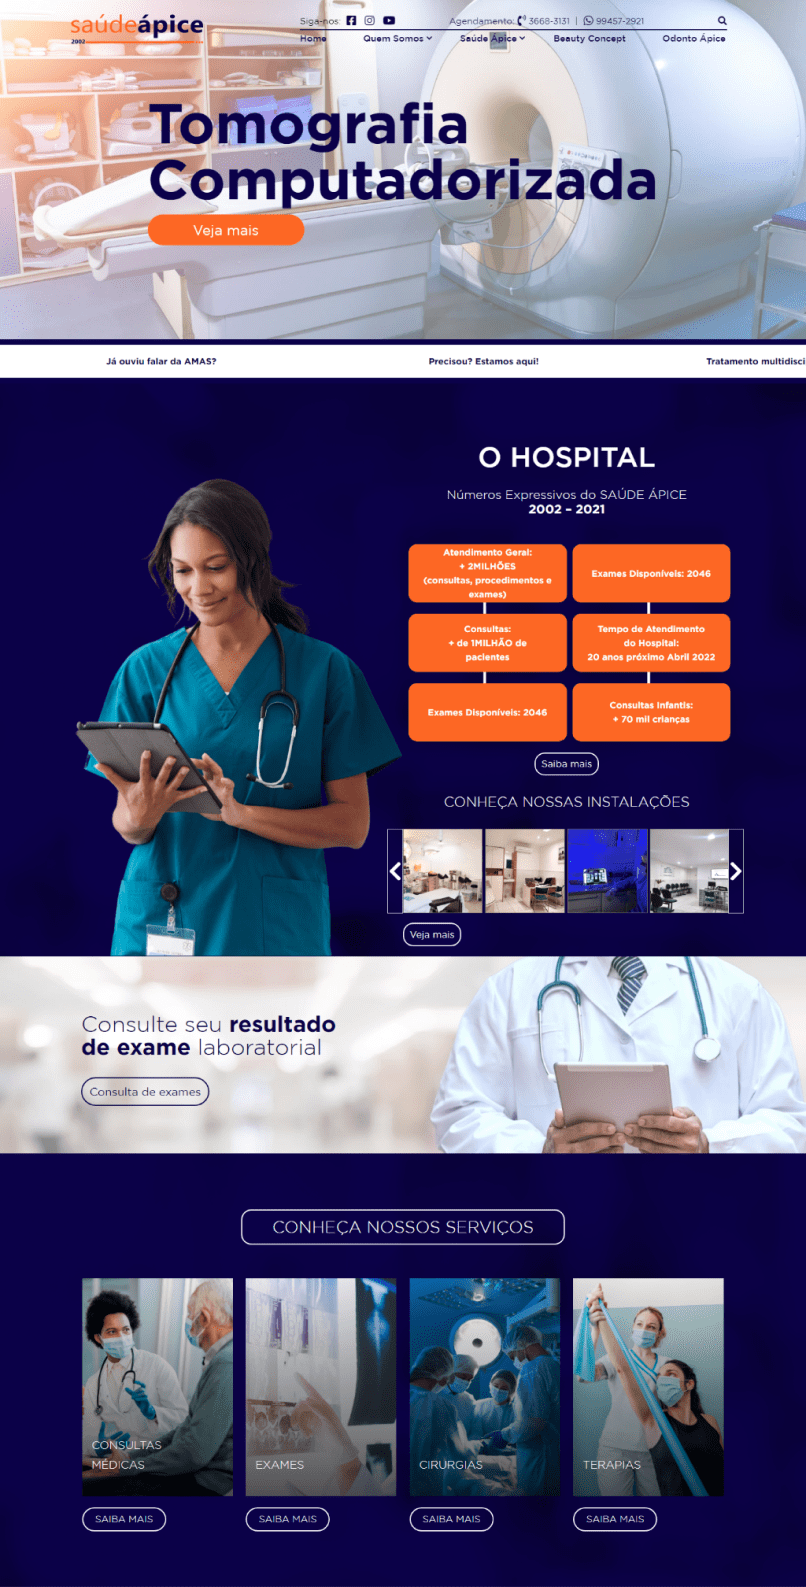 saúdeápice
2002
Siga-nos:
Agendamento: 3668-3131 | 99457-2921
Home Quem Somos Saúde Ápice Beauty Concept Odonto Ápice
Tomografia
Computadorizada
Veja mais
Já ouviu falar da AMAS? Precisou? Estamos aqui! Tratamento multidisci
O HOSPITAL
Números Expressivos do SAÚDE ÁPICE
2002 – 2021
Atendimento Geral:
+ 2MILHÕES
(consultas, procedimentos e
exames)
Exames Disponíveis: 2046
Consultas:
+ de 1MILHÃO de
pacientes
Tempo de Atendimento
do Hospital:
20 anos próximo Abril 2022
Exames Disponíveis: 2046
Consultas Infantis:
+ 70 mil crianças
Saiba mais
CONHEÇA NOSSAS INSTALAÇÕES
Veja mais
Consulte seu resultado
de exame laboratorial
Consulta de exames
CONHEÇA NOSSOS SERVIÇOS
CONSULTAS
MÉDICAS
EXAMES
CIRURGIAS
TERAPIAS
SAIBA MAIS
SAIBA MAIS
SAIBA MAIS
SAIBA MAIS